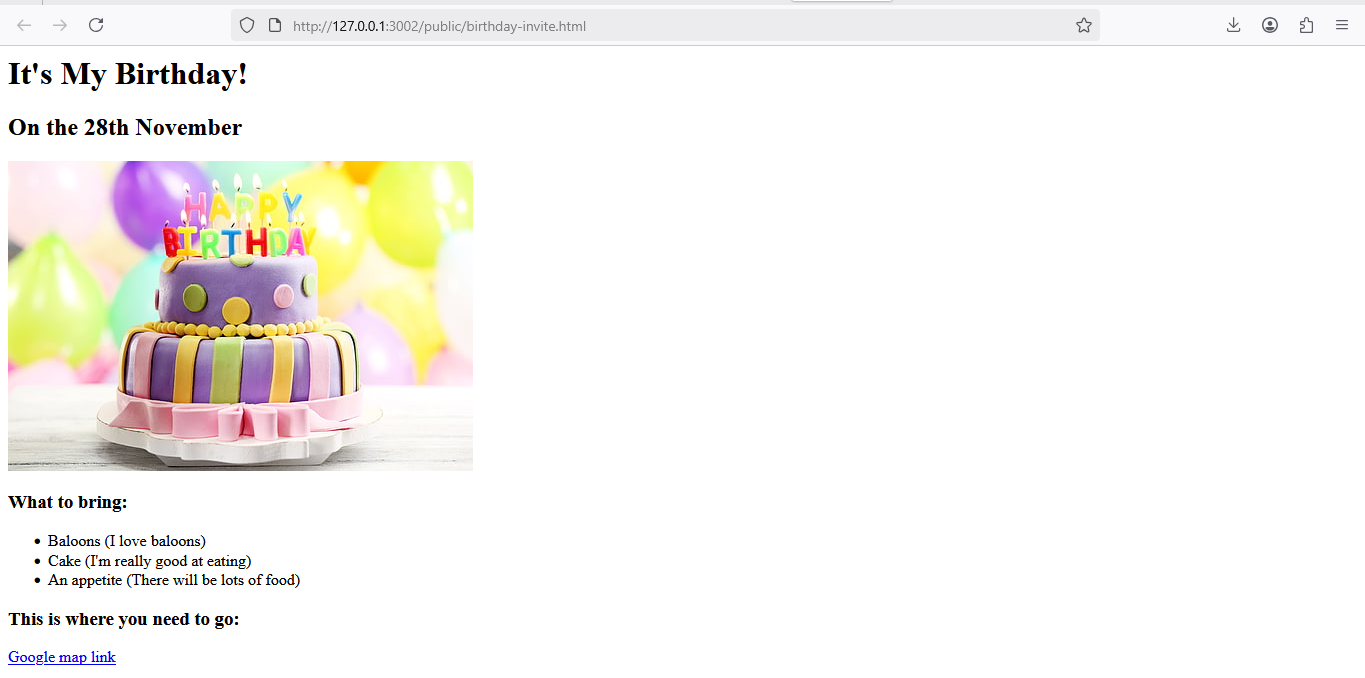 http://127.0.0.1:3002/public/birthday-invite.html
It's My Birthday!
On the 28th November
HAPPY
BIRTHDAY
What to bring:
Baloons (I love baloons)
Cake (I'm really good at eating)
An appetite (There will be lots of food)
This is where you need to go:
Google map link